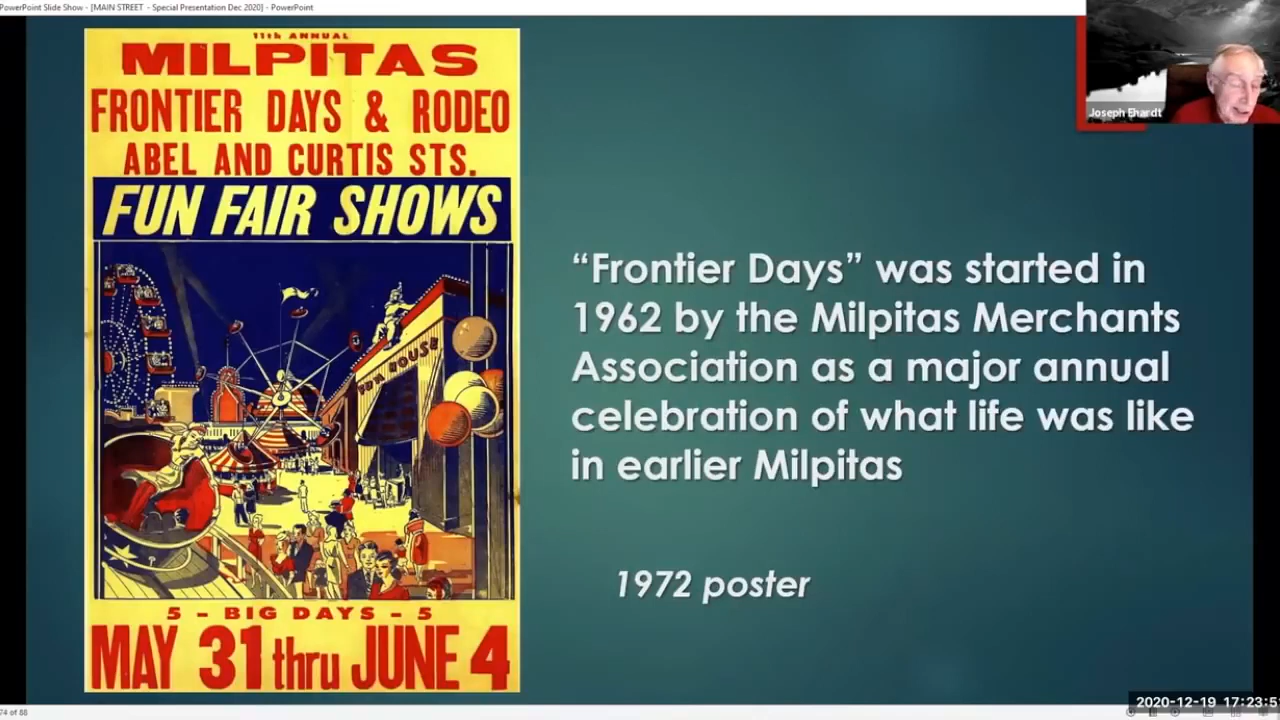 PowerPoint Slide Show - [MAIN STREET - Special Presentation Dec 2020] - PowerPoint
11th ANNUAL
MILPITAS
FRONTIER DAYS & RODEO
ABEL AND CURTIS STS.
FUN FAIR SHOWS
FUN HOUSE
5 - BIG DAYS - 5
MAY 31 thru JUNE 4
“Frontier Days” was started in
1962 by the Milpitas Merchants
Association as a major annual
celebration of what life was like
in earlier Milpitas
1972 poster
Joseph Ehardt
74 of 88
2020-12-19 17:23:5